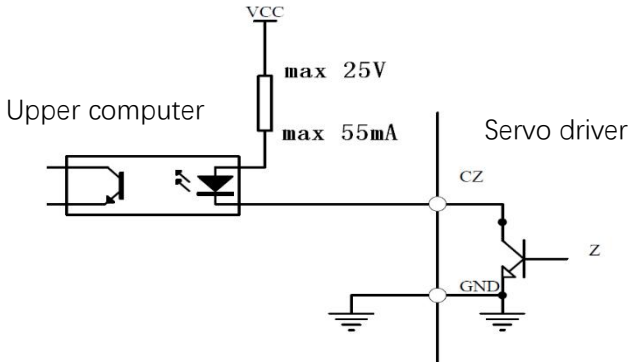 VCC
max 25V
Upper computer
max 55mA
Servo driver
CZ
Z
GND